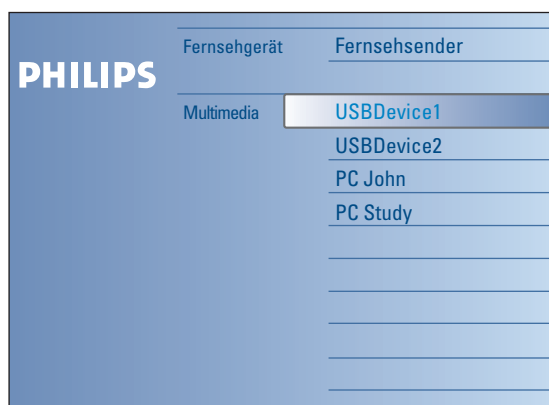 PHILIPS
Fernsehgerät Fernsehsender
Multimedia USBDevice1
USBDevice2
PC John
PC Study